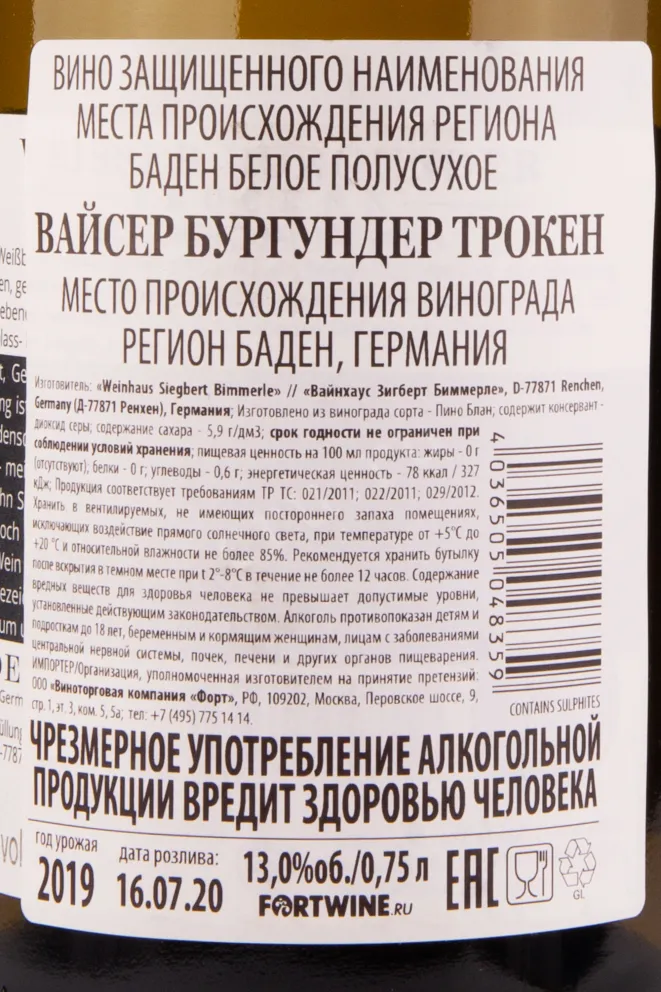 ВИНО ЗАЩИЩЕННОГО НАИМЕНОВАНИЯ
МЕСТА ПРОИСХОЖДЕНИЯ РЕГИОНА
БАДЕН БЕЛОЕ ПОЛУСУХОЕ
ВАЙСЕР БУРГУНДЕР ТРОКЕН
МЕСТО ПРОИСХОЖДЕНИЯ ВИНОГРАДА
РЕГИОН БАДЕН, ГЕРМАНИЯ
Изготовитель: «Weinhaus Siegbert Bimmerle» // «Вайнхаус Зигберт Биммерле», D-77871 Renchen,
Germany (Д-77871 Ренхен), Германия; Изготовлено из винограда сорта - Пино Блан; содержит консервант -
диоксид серы; содержание сахара - 5,9 г/дм3; срок годности не ограничен при
соблюдении условий хранения; пищевая ценность на 100 мл продукта: жиры - 0 г
(отсутствуют); белки - 0 г; углеводы - 0,6 г; энергетическая ценность - 78 ккал / 327
кДж; Продукция соответствует требованиям ТР ТС: 021/2011; 022/2011; 029/2012.
Хранить в вентилируемых, не имеющих постороннего запаха помещениях,
исключающих воздействие прямого солнечного света, при температуре от +5°С до
+20 °С и относительной влажности не более 85%. Рекомендуется хранить бутылку
после вскрытия в темном месте при t 2°-8°С в течение не более 12 часов. Содержание
вредных веществ для здоровья человека не превышает допустимые уровни,
установленные действующим законодательством. Алкоголь противопоказан детям и
подросткам до 18 лет, беременным и кормящим женщинам, лицам с заболеваниями
центральной нервной системы, почек, печени и других органов пищеварения.
ИМПОРТЕР/Организация, уполномоченная изготовителем на принятие претензий:
ООО «Виноторговая компания «Форт», РФ, 109202, Москва, Перовское шоссе, 9,
стр. 1, эт. 3, ком. 5, 5а; тел: +7 (495) 775 14 14.
4 036505 048359
CONTAINS SULPHITES
ЧРЕЗМЕРНОЕ УПОТРЕБЛЕНИЕ АЛКОГОЛЬНОЙ
ПРОДУКЦИИ ВРЕДИТ ЗДОРОВЬЮ ЧЕЛОВЕКА
год урожая
2019
дата розлива:
16.07.20
13,0%об./0,75 л
FORTWINE.RU
EAC
GL